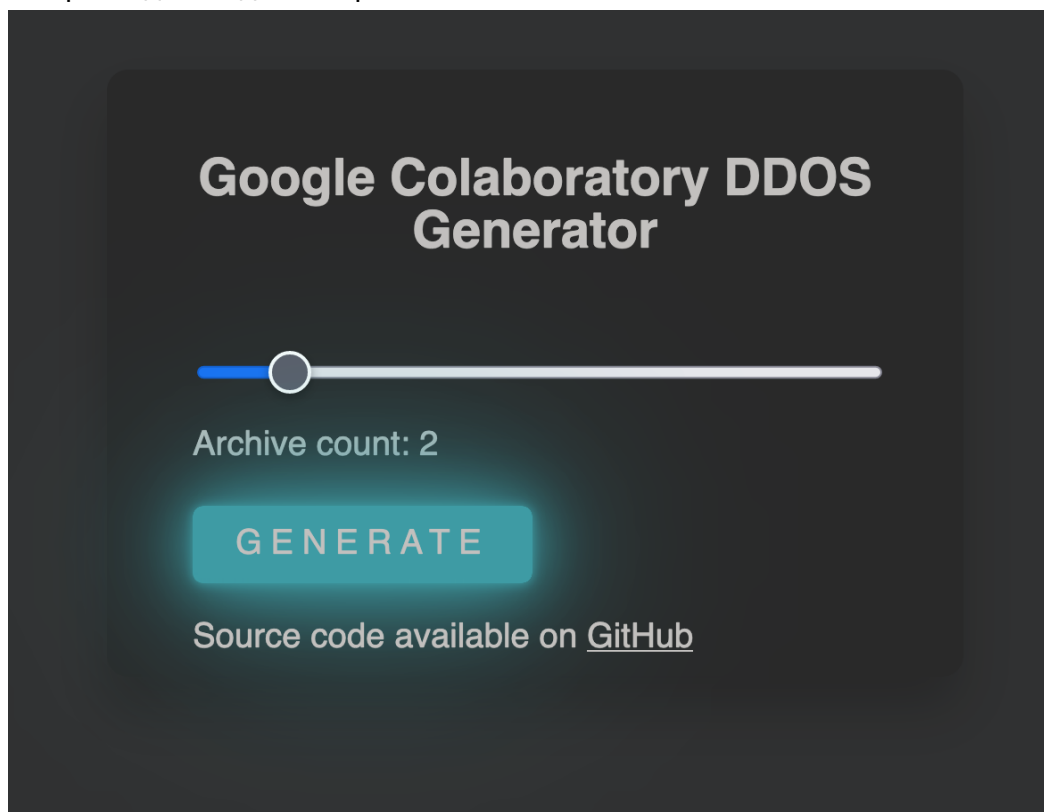 Google Colaboratory DDOS
Generator
Archive count: 2
GENERATE
Source code available on GitHub